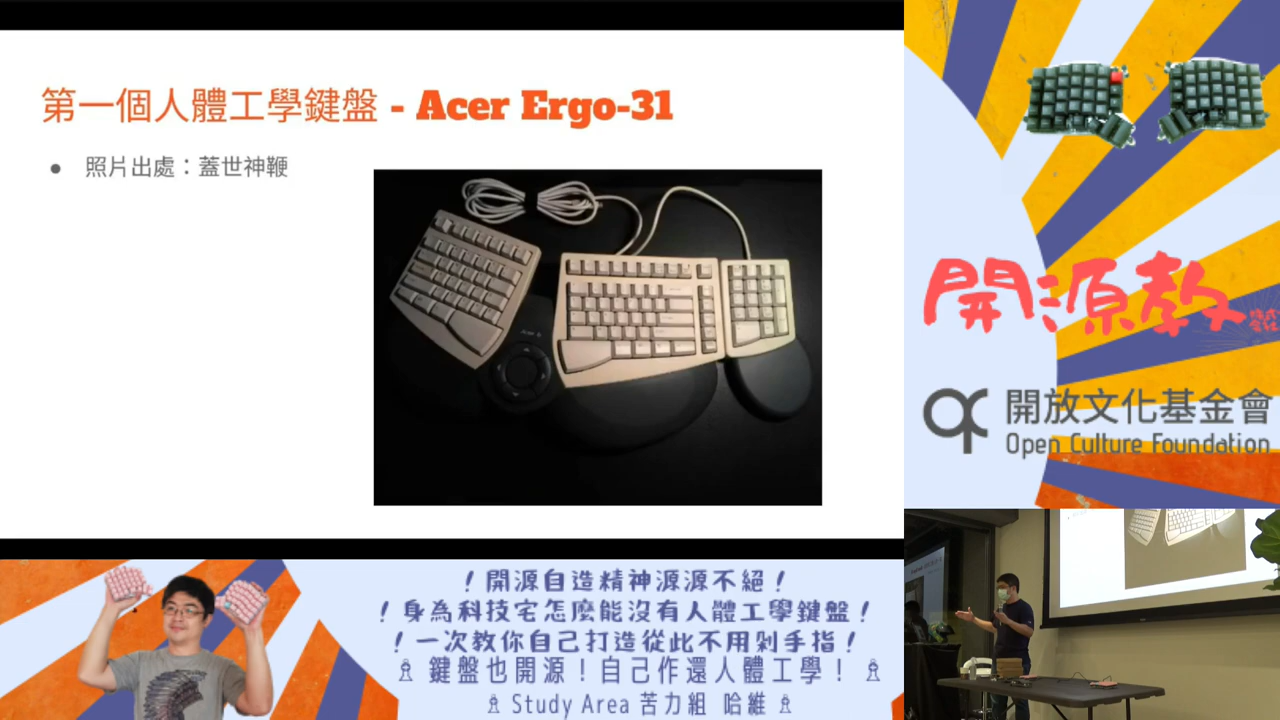 第一個人體工學鍵盤 - Acer Ergo-31
● 照片出處：蓋世神鞭
開源教
株式會社
開放文化基金會
Open Culture Foundation
！開源自造精神源源不絕！
！身為科技宅怎麼能沒有人體工學鍵盤！
！一次教你自己打造從此不用剁手指！
鍵盤也開源！自己作還人體工學！
Study Area 苦力組 哈維